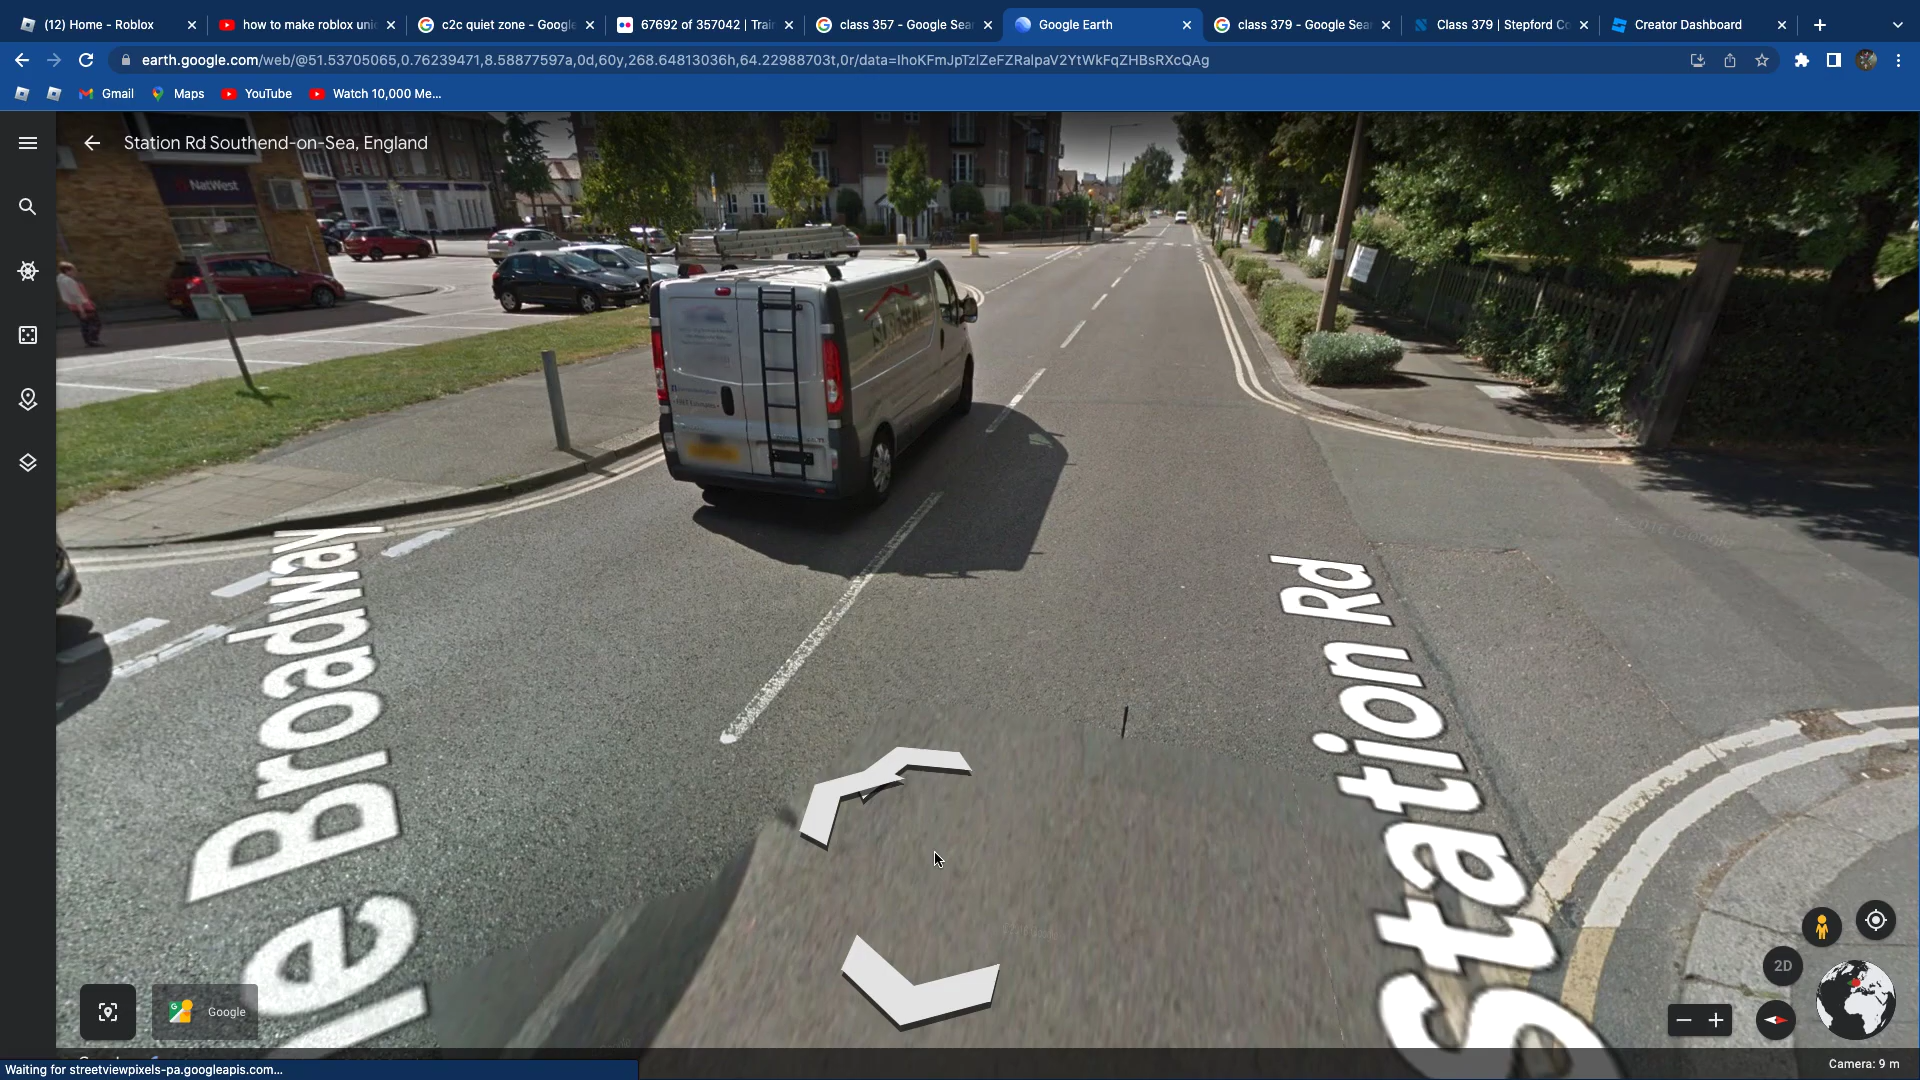 (12) Home - Roblox
how to make roblox uni
c2c quiet zone - Google
67692 of 357042 | Trai
class 357 - Google Sea
Google Earth
class 379 - Google Sea
Class 379 | Stepford Co
Creator Dashboard
earth.google.com/web/@51.53705065,0.76239471,8.58877597a,0d,60y,268.64813036h,64.22988703t,0r/data=IhoKFmJpTzlZeFZRalpaV2YtWkFqZHBsRXcQAg
Gmail
Maps
YouTube
Watch 10,000 Me...
Station Rd Southend-on-Sea, England
NatWest
le Broadway
Station Rd
2D
Google
Camera: 9 m
Waiting for streetviewpixels-pa.googleapis.com...